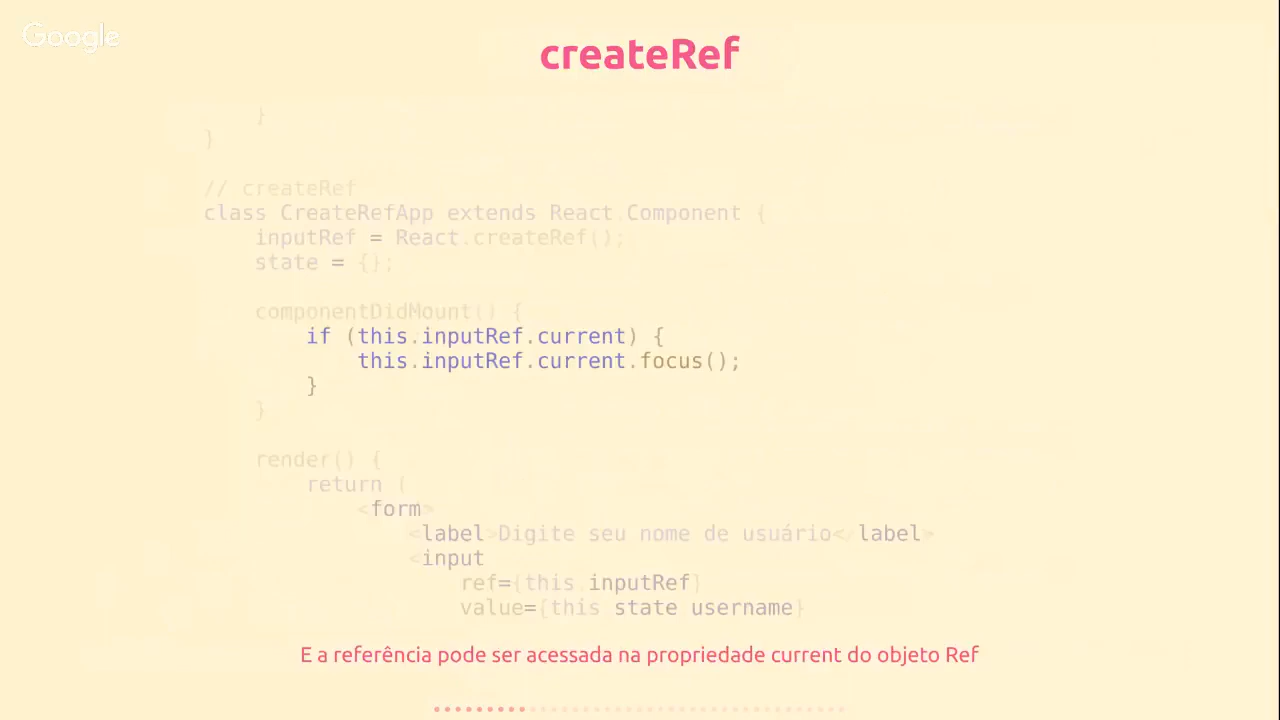 Google
createRef
}
}
// createRef
class CreateRefApp extends React.Component {
inputRef = React.createRef();
state = {};
componentDidMount() {
if (this.inputRef.current) {
this.inputRef.current.focus();
}
}
render() {
return (
<form>
<label>Digite seu nome de usuário</label>
<input
ref={this.inputRef}
value={this.state.username}
E a referência pode ser acessada na propriedade current do objeto Ref